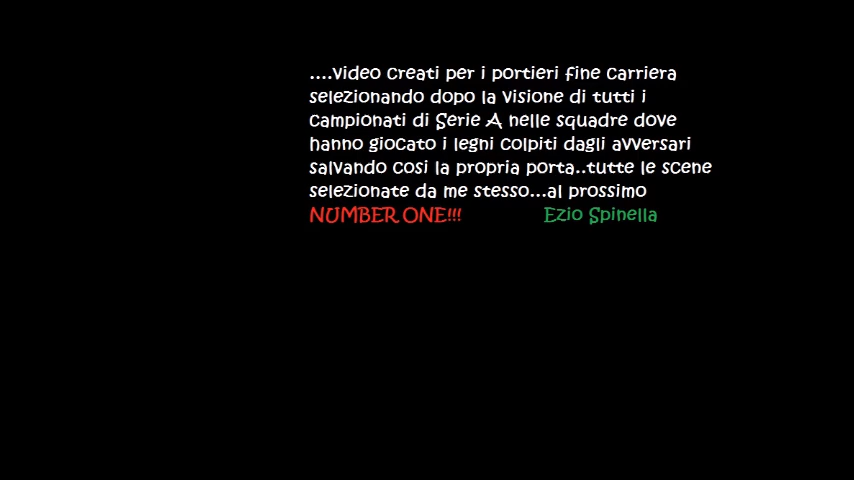 ....video creati per i portieri fine carriera
selezionando dopo la visione di tutti i
campionati di Serie A nelle squadre dove
hanno giocato i legni colpiti dagli avversari
salvando cosi la propria porta..tutte le scene
selezionate da me stesso...al prossimo
NUMBER ONE!!! Ezio Spinella